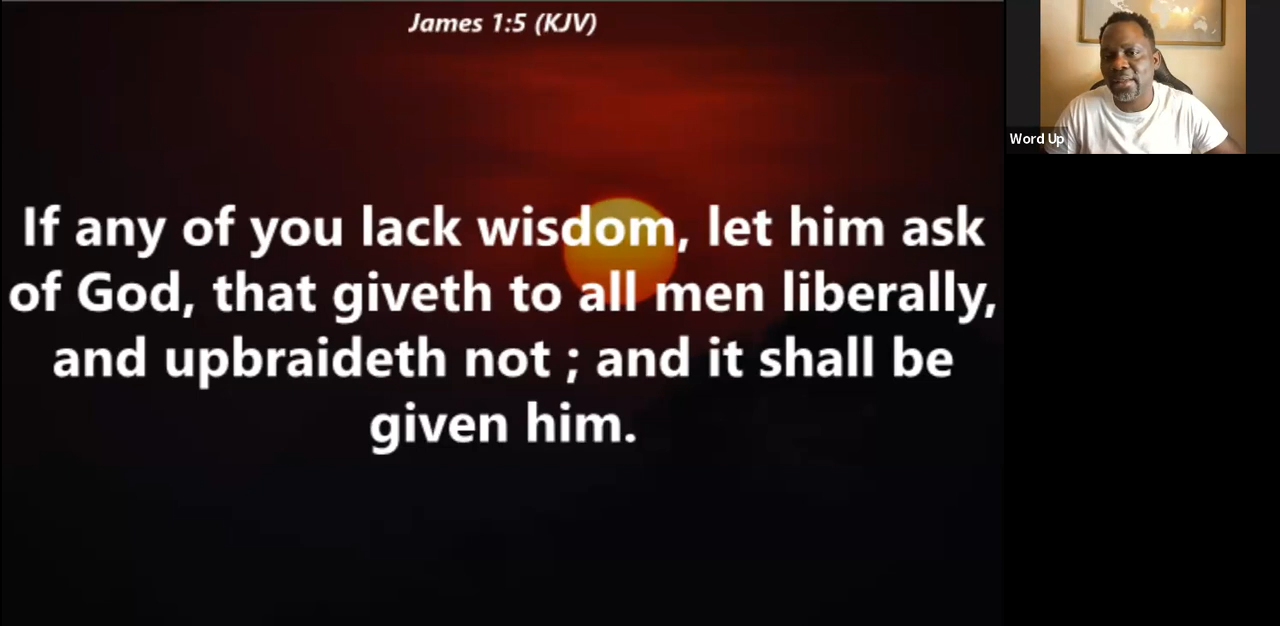 James 1:5 (KJV)
If any of you lack wisdom, let him ask
of God, that giveth to all men liberally,
and upbraideth not ; and it shall be
given him.
Word Up